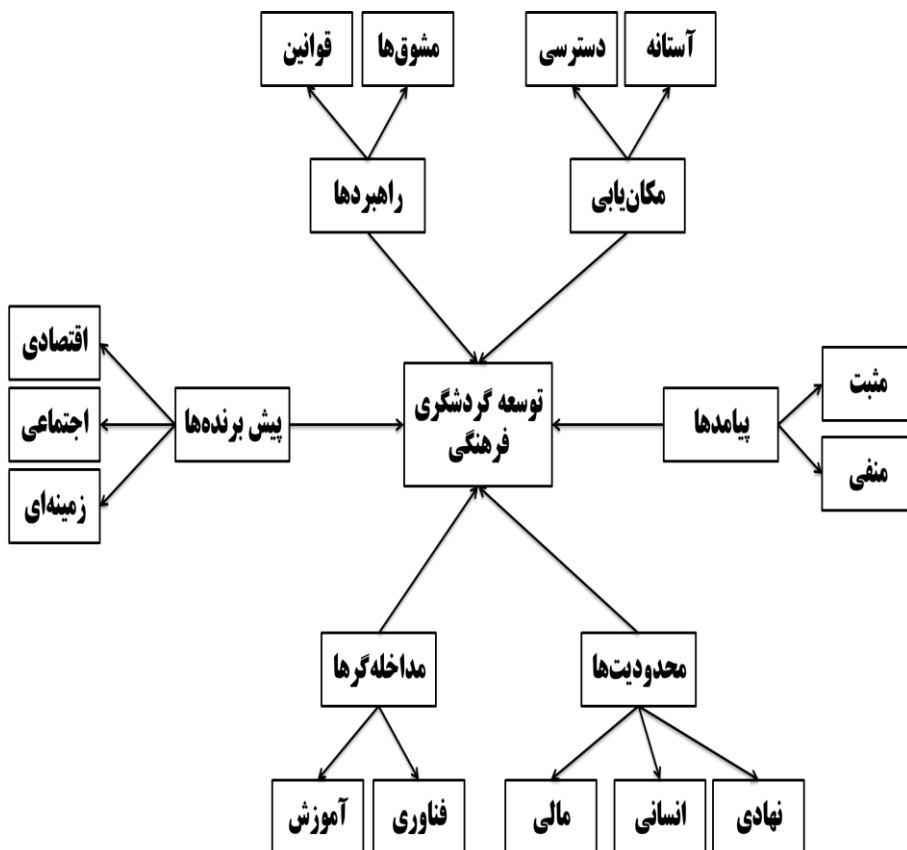 آستانه
دسترسی
مشوق‌ها
قوانین
مکان‌یابی
راهبردها
مثبت
منفی
پیامدها
توسعه گردشگری
فرهنگی
پیش برنده‌ها
اقتصادی
اجتماعی
زمینه‌ای
محدودیت‌ها
مداخله‌گرها
نهادی
انسانی
مالی
فناوری
آموزش